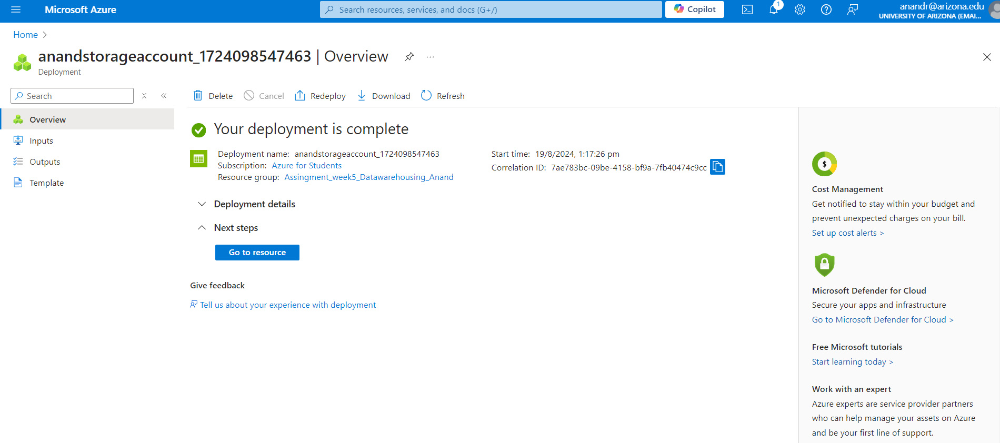 Microsoft Azure
Search resources, services, and docs (G+/)
Copilot
1
anandr@arizona.edu
UNIVERSITY OF ARIZONA (EMAI...
Home
anandstorageaccount_1724098547463 | Overview
Deployment
Search
Delete
Cancel
Redeploy
Download
Refresh
Overview
Inputs
Outputs
Template
Your deployment is complete
Deployment name: anandstorageaccount_1724098547463
Subscription: Azure for Students
Resource group: Assingment_week5_Datawarehousing_Anand
Start time: 19/8/2024, 1:17:26 pm
Correlation ID: 7ae783bc-09be-4158-bf9a-7fb40474c9cc
Deployment details
Next steps
Go to resource
Give feedback
Tell us about your experience with deployment
$
Cost Management
Get notified to stay within your budget and
prevent unexpected charges on your bill.
Set up cost alerts >
Microsoft Defender for Cloud
Secure your apps and infrastructure
Go to Microsoft Defender for Cloud >
Free Microsoft tutorials
Start learning today >
Work with an expert
Azure experts are service provider partners
who can help manage your assets on Azure
and be your first line of support.